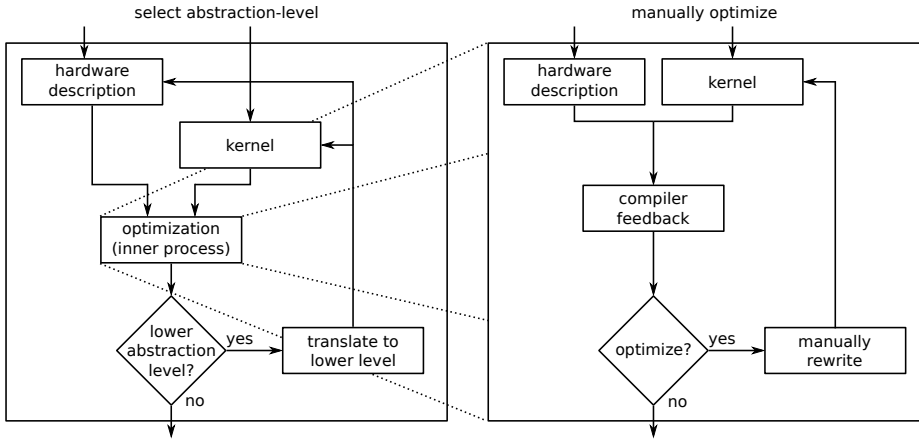 select abstraction-level
hardware
description
kernel
optimization
(inner process)
lower
abstraction
level?
yes
translate to
lower level
no
manually optimize
hardware
description
kernel
compiler
feedback
optimize?
yes
manually
rewrite
no